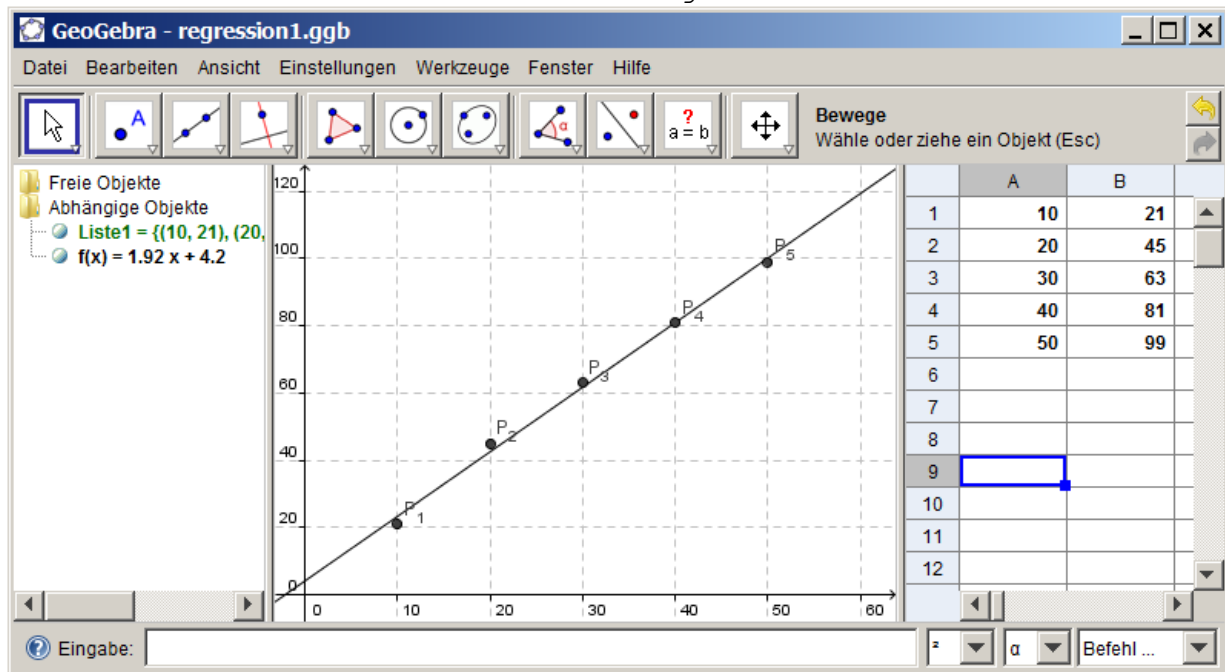 GeoGebra - regression1.ggb
Datei Bearbeiten Ansicht Einstellungen Werkzeuge Fenster Hilfe
A
α
?
a = b
Bewege
Wähle oder ziehe ein Objekt (Esc)
Freie Objekte
Abhängige Objekte
Liste1 = {(10, 21), (20,
f(x) = 1.92 x + 4.2
120
100
80
60
40
20
0
0 10 20 30 40 50 60
P5
P4
P3
P2
P1
A B
1 10 21
2 20 45
3 30 63
4 40 81
5 50 99
6
7
8
9
10
11
12
Eingabe:
² α Befehl ...